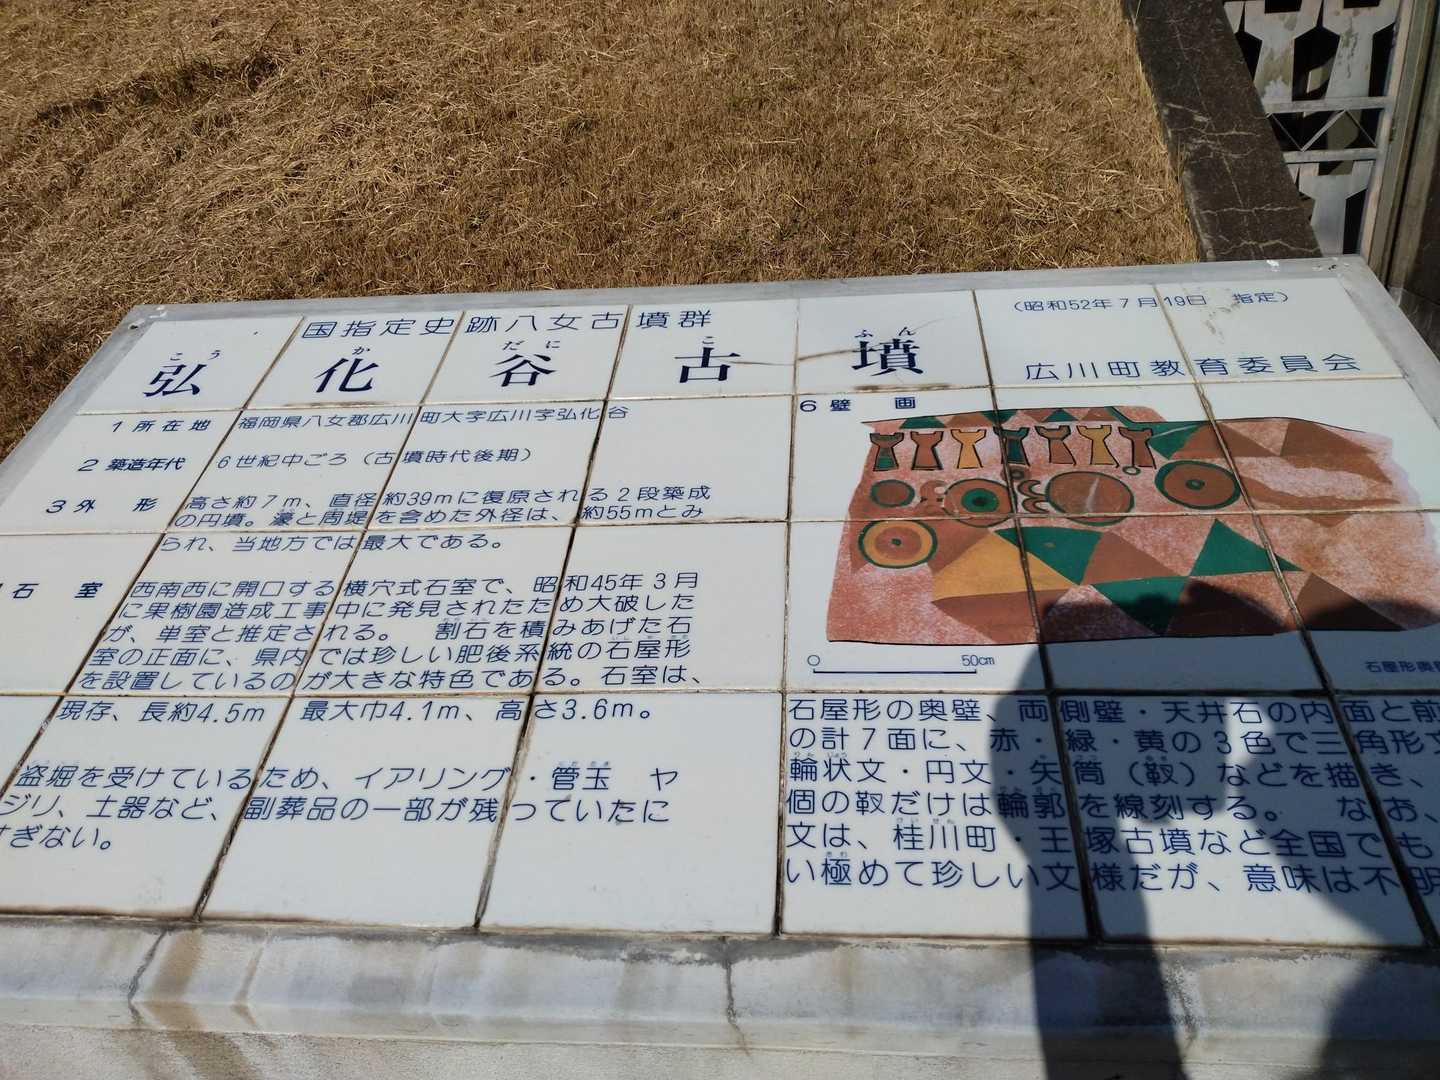 国指定史跡八女古墳群
(昭和52年7月19日 指定)
こう か だに こ ふん
弘化谷古墳
広川町教育委員会
1 所在地 福岡県八女郡広川町大字広川字弘化谷
2 築造年代 6世紀中ごろ（古墳時代後期）
3 外 形 高さ約7m、直径約39mに復原される2段築成
の円墳。濠と周堤を含めた外径は、約55mとみ
られ、当地方では最大である。
石 室 西南西に開口する横穴式石室で、昭和45年3月
に果樹園造成工事中に発見されたため大破した
が、単室と推定される。 割石を積みあげた石
室の正面に、県内では珍しい肥後系統の石屋形
を設置しているのが大きな特色である。石室は、
現存、長約4.5m 最大巾4.1m、高さ3.6m。
盗掘を受けているため、イアリング・管玉 ヤ
ジリ、土器など、副葬品の一部が残っていたに
すぎない。
6 壁 画
0 50cm
石屋形奥
石屋形の奥壁、両側壁・天井石の内面と前
の計7面に、赤・緑・黄の3色で三角形文
輪状文・円文・矢筒（靫）などを描き、
個の靫だけは輪郭を線刻する。 なお、
文は、桂川町・王塚古墳など全国でも
い極めて珍しい文様だが、意味は不明